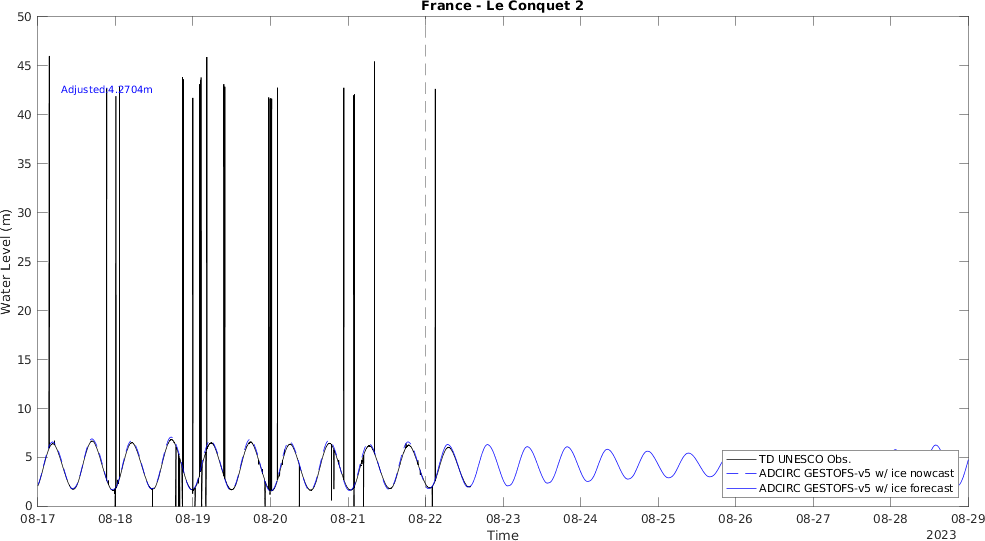 France - Le Conquet 2
50
45
40
35
30
25
20
15
10
5
0
Water Level (m)
Adjusted 4.2704m
TD UNESCO Obs.
ADCIRC GESTOFS-v5 w/ ice nowcast
ADCIRC GESTOFS-v5 w/ ice forecast
08-17 08-18 08-19 08-20 08-21 08-22 08-23 08-24 08-25 08-26 08-27 08-28 08-29
Time
2023